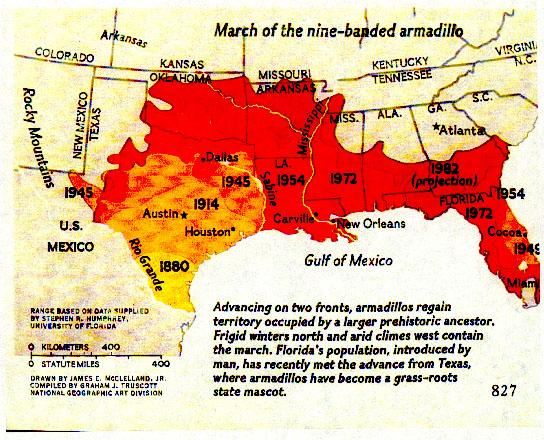 March of the nine-banded armadillo
Arkansas
COLORADO
KANSAS
OKLAHOMA
MISSOURI
ARKANSAS
KENTUCKY
TENNESSEE
VIRGINI
N.C.
S.C.
GA.
ALA.
MISS.
Mississippi
Atlanta
Rocky Mountains
NEW MEXICO
TEXAS
Dallas
LA.
1954
1972
1982
(projection)
FLORIDA
1972
1954
1945
1945
Sabine
1914
Austin
Houston
Carville
New Orleans
Cocoa
1949
Miam
U.S.
MEXICO
Rio Grande
1880
Gulf of Mexico
RANGE BASED ON DATA SUPPLIED
BY STEPHEN R. HUMPHREY,
UNIVERSITY OF FLORIDA
0 KILOMETERS 400
0 STATUTE MILES 400
DRAWN BY JAMES E. MCCLELLAND, JR.
COMPILED BY GRAHAM J. TRUSCOTT
NATIONAL GEOGRAPHIC ART DIVISION
Advancing on two fronts, armadillos regain
territory occupied by a larger prehistoric ancestor.
Frigid winters north and arid climes west contain
the march. Florida's population, introduced by
man, has recently met the advance from Texas,
where armadillos have become a grass-roots
state mascot.
827